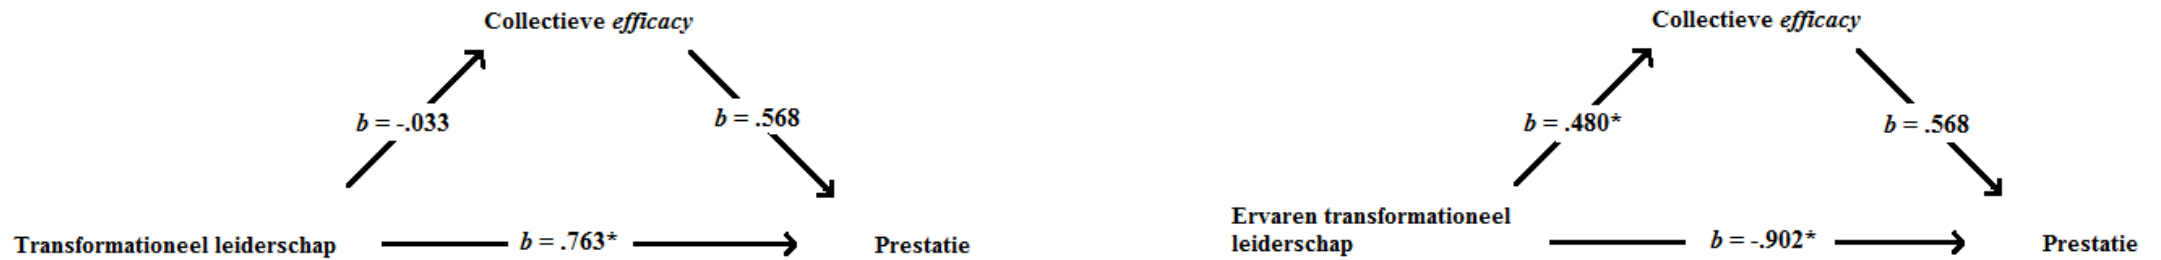 Collectieve efficacy
b = -.033
b = .568
Transformationeel leiderschap
b = .763*
Prestatie
Collectieve efficacy
b = .480*
b = .568
Ervaren transformationeel
leiderschap
b = -.902*
Prestatie